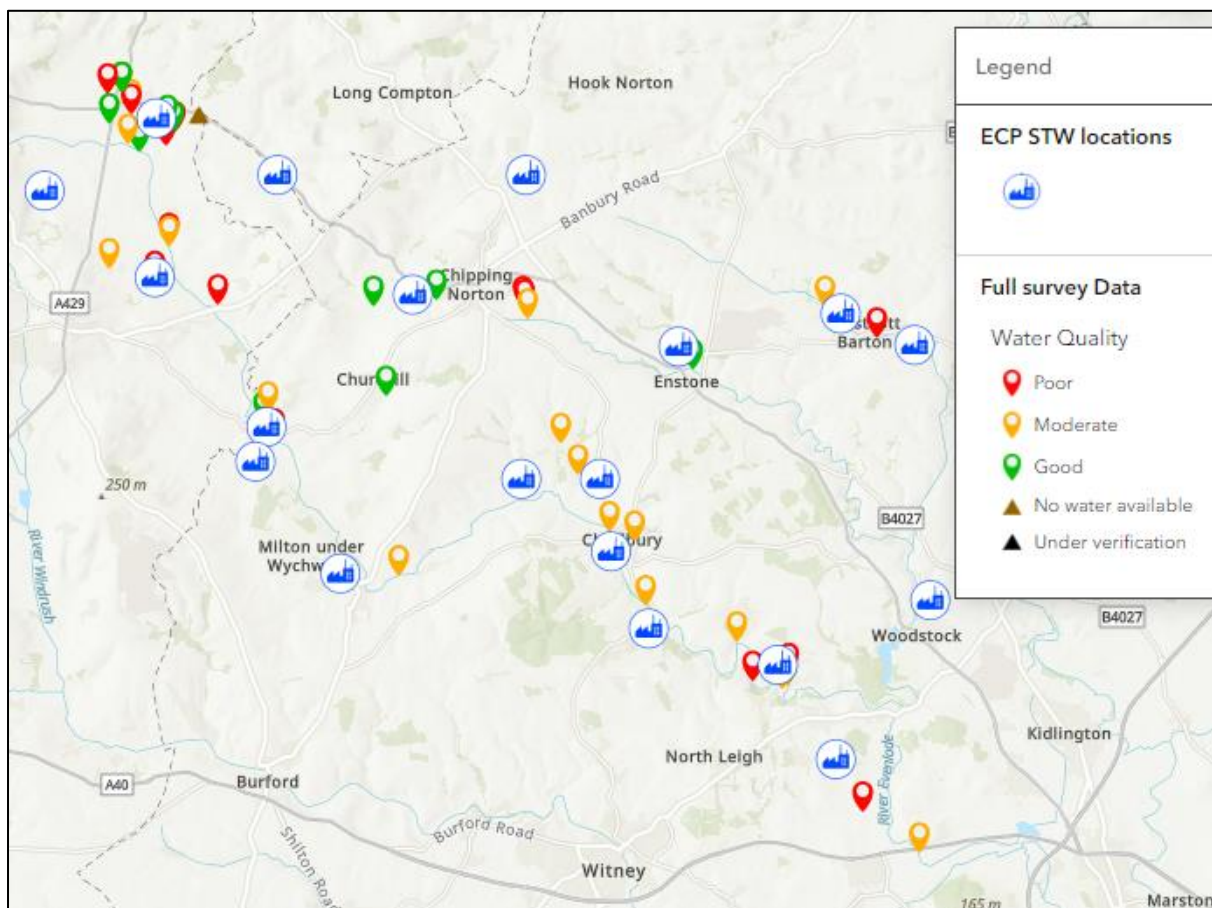 Hook Norton
Long Compton
Banbury Road
Chipping
Norton
A429
Barton
Enstone
250 m
River Windrush
Milton under
B4027
Woodstock
B4027
Kidlington
North Leigh
River Evenlode
A40
Burford
Burford Road
Shilton Road
Witney
165 m
Marston
Legend
ECP STW locations
Full survey Data
Water Quality
Poor
Moderate
Good
No water available
Under verification